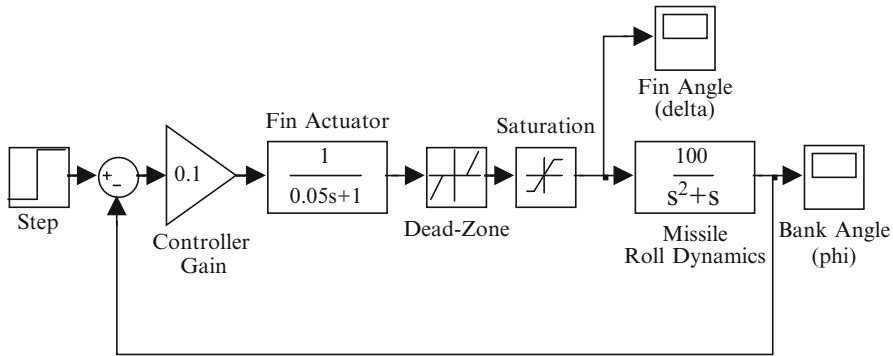 Fin Angle
(delta)
Fin Actuator
Saturation
+
-
0.1
1
0.05s+1
100
s²+s
Step
Controller
Gain
Dead-Zone
Missile
Roll Dynamics
Bank Angle
(phi)